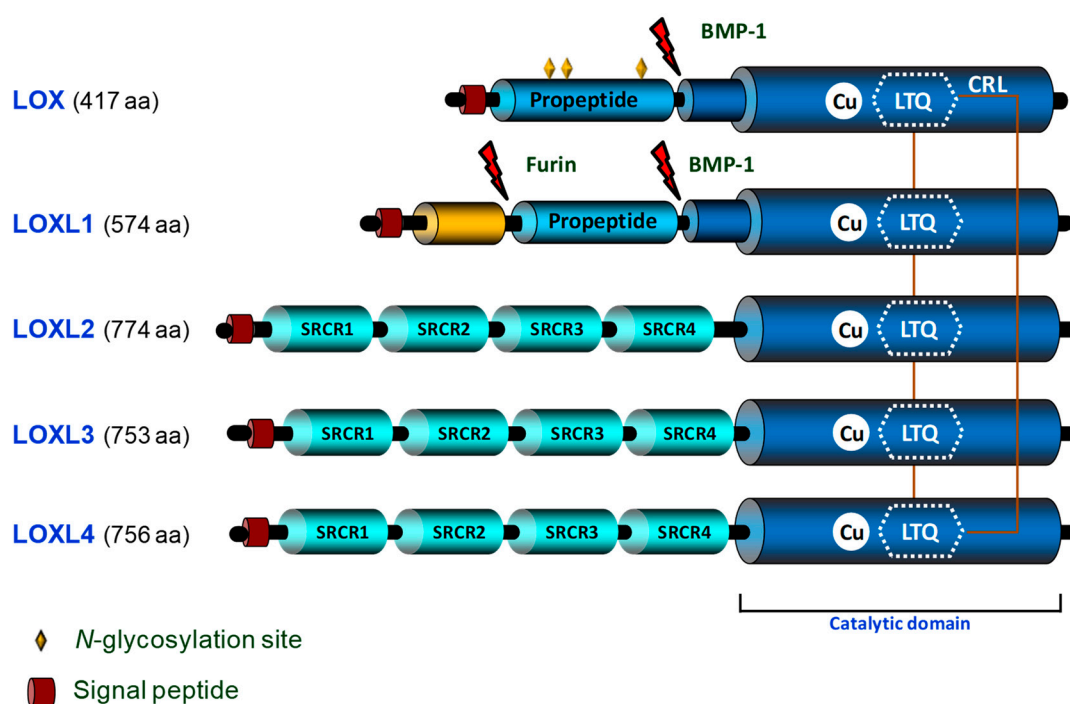 BMP-1
LOX (417 aa)
Propeptide
Cu
LTQ
CRL
Furin
BMP-1
LOXL1 (574 aa)
Propeptide
Cu
LTQ
LOXL2 (774 aa)
SRCR1
SRCR2
SRCR3
SRCR4
Cu
LTQ
LOXL3 (753 aa)
SRCR1
SRCR2
SRCR3
SRCR4
Cu
LTQ
LOXL4 (756 aa)
SRCR1
SRCR2
SRCR3
SRCR4
Cu
LTQ
Catalytic domain
N-glycosylation site
Signal peptide